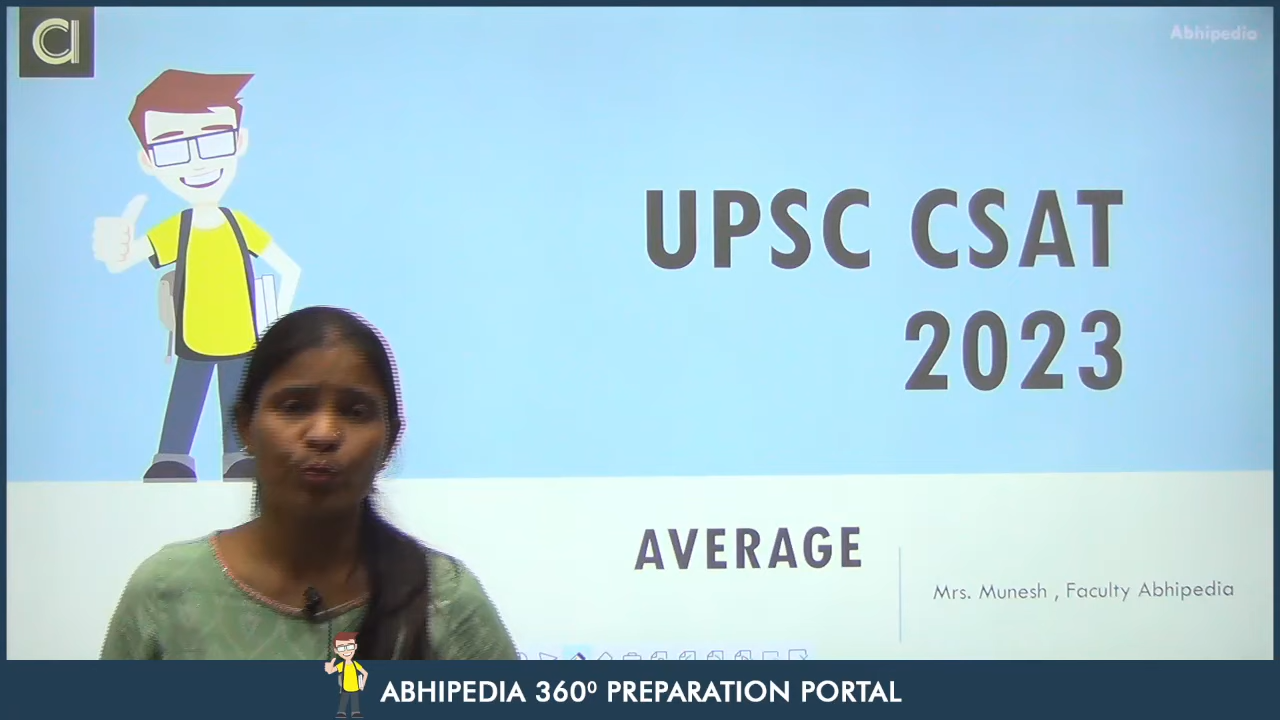 Abhipedia
UPSC CSAT
2023
AVERAGE
Mrs. Munesh , Faculty Abhipedia
ABHIPEDIA 360⁰ PREPARATION PORTAL